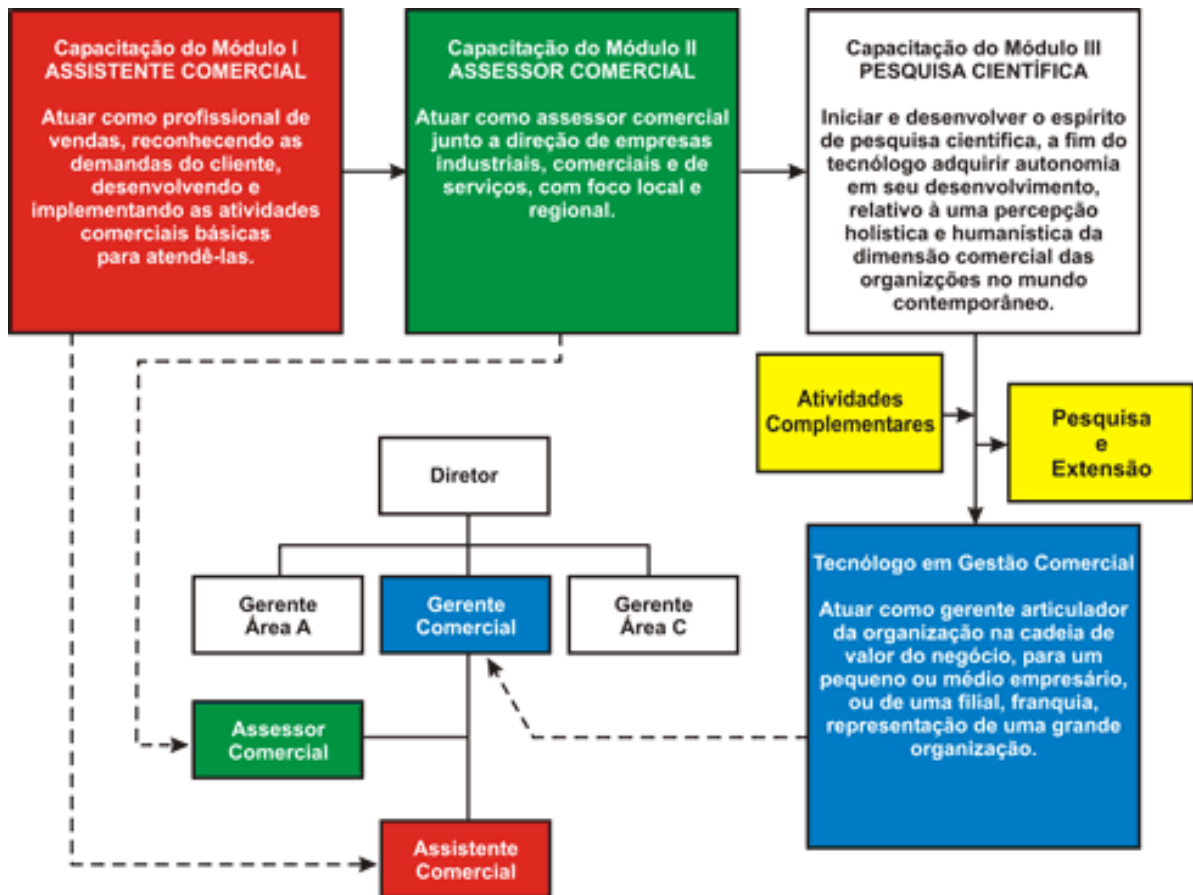 Capacitação do Módulo I
ASSISTENTE COMERCIAL
Atuar como profissional de
vendas, reconhecendo as
demandas do cliente,
desenvolvendo e
implementando as atividades
comerciais básicas
para atendê-las.
Capacitação do Módulo II
ASSESSOR COMERCIAL
Atuar como assessor comercial
junto a direção de empresas
industriais, comerciais e de
serviços, com foco local e
regional.
Capacitação do Módulo III
PESQUISA CIENTÍFICA
Iniciar e desenvolver o espírito
de pesquisa científica, a fim do
tecnólogo adquirir autonomia
em seu desenvolvimento,
relativo à uma percepção
holística e humanística da
dimensão comercial das
organizções no mundo
contemporâneo.
Atividades
Complementares
Pesquisa
e
Extensão
Diretor
Gerente
Área A
Gerente
Comercial
Gerente
Área C
Assessor
Comercial
Assistente
Comercial
Tecnólogo em Gestão Comercial
Atuar como gerente articulador
da organização na cadeia de
valor do negócio, para um
pequeno ou médio empresário,
ou de uma filial, franquia,
representação de uma grande
organização.